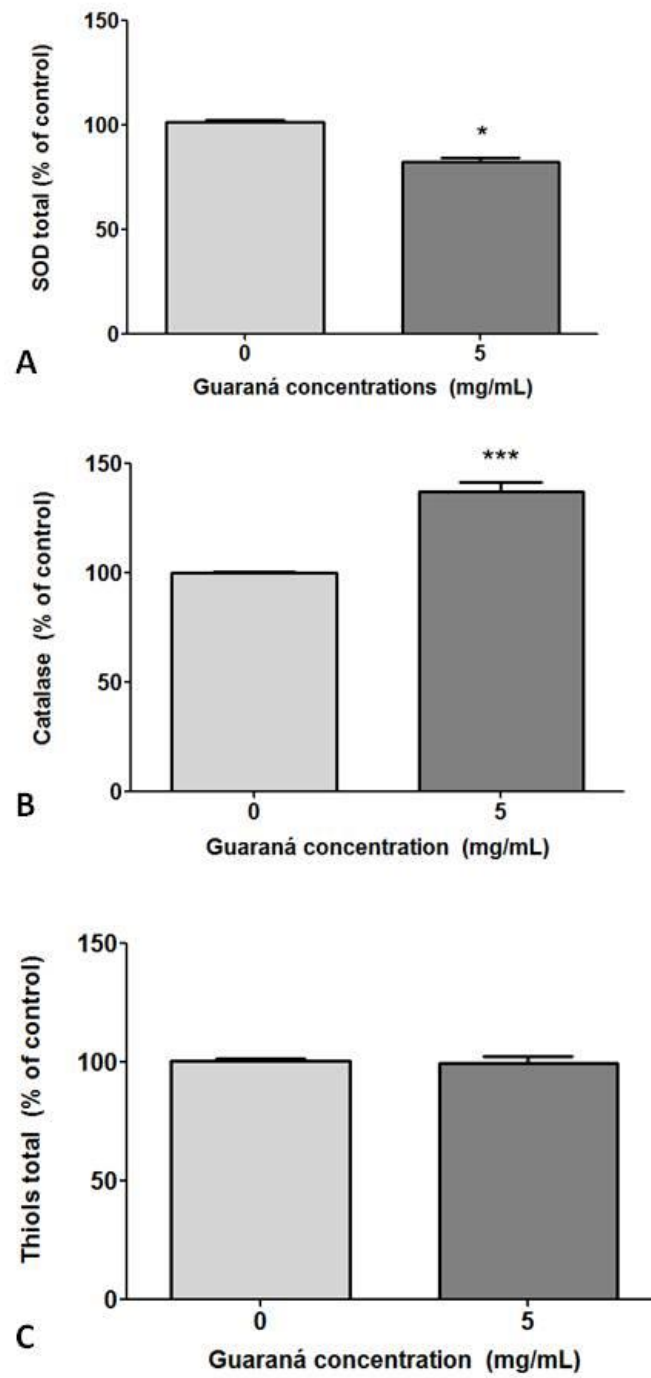 SOD total (% of control)
150
100
50
0
*
0
5
Guaraná concentrations (mg/mL)
A
Catalase (% of control)
150
100
50
0
***
0
5
Guaraná concentration (mg/mL)
B
Thiols total (% of control)
150
100
50
0
0
5
Guaraná concentration (mg/mL)
C